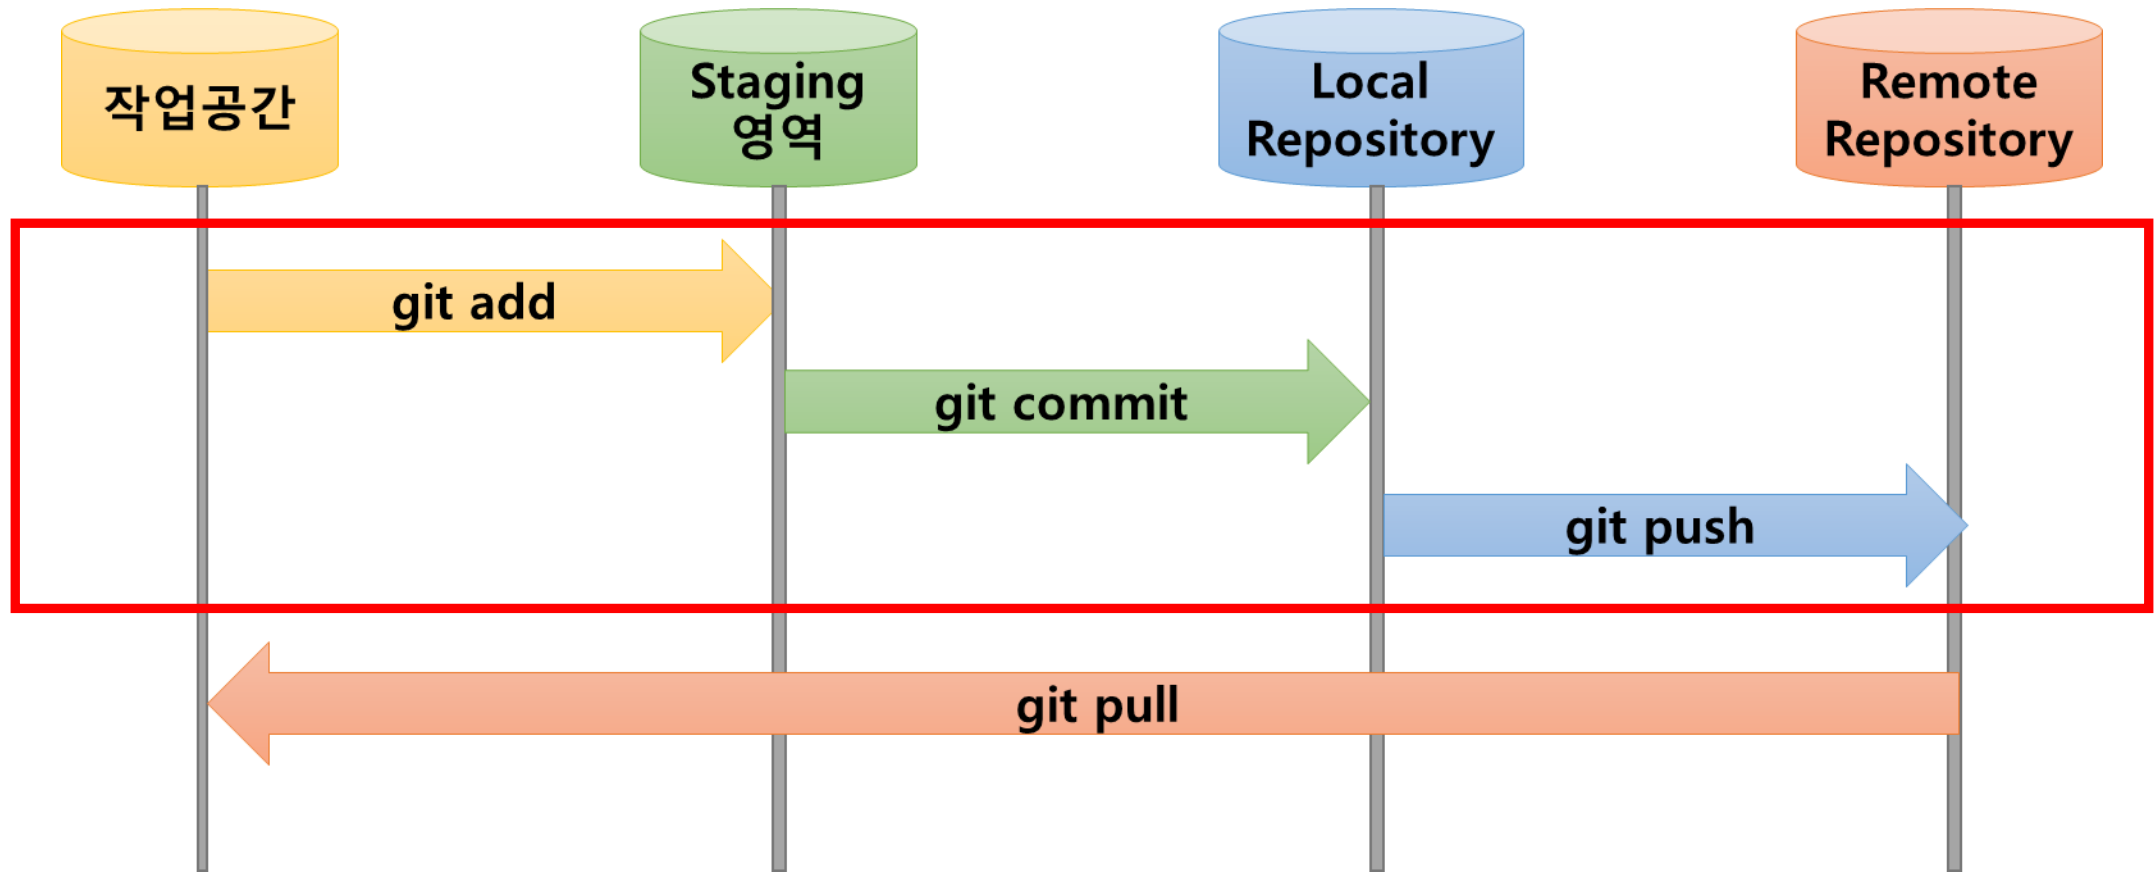 작업공간
Staging
영역
Local
Repository
Remote
Repository
git add
git commit
git push
git pull